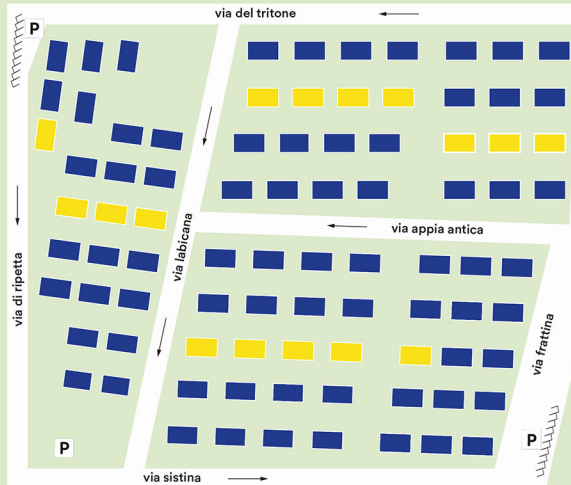 via del tritone
P
via appia antica
via labicana
via di ripetta
via frattina
P
P
via sistina